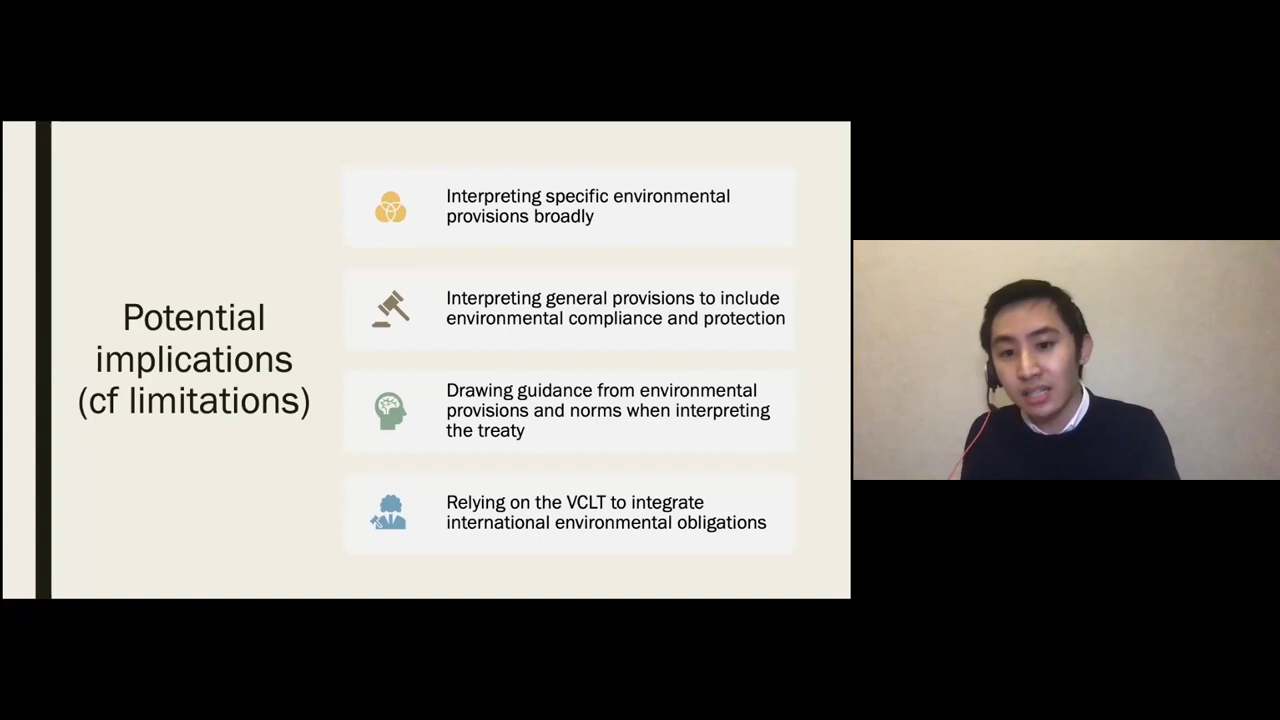 Potential
implications
(cf limitations)
Interpreting specific environmental
provisions broadly
Interpreting general provisions to include
environmental compliance and protection
Drawing guidance from environmental
provisions and norms when interpreting
the treaty
Relying on the VCLT to integrate
international environmental obligations